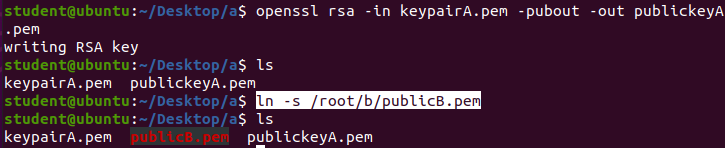 student@ubuntu:~/Desktop/a$ openssl rsa -in keypairA.pem -pubout -out publickeyA
.pem
writing RSA key
student@ubuntu:~/Desktop/a$ ls
keypairA.pem  publickeyA.pem
student@ubuntu:~/Desktop/a$ ln -s /root/b/publicB.pem
student@ubuntu:~/Desktop/a$ ls
keypairA.pem  publicB.pem  publickeyA.pem